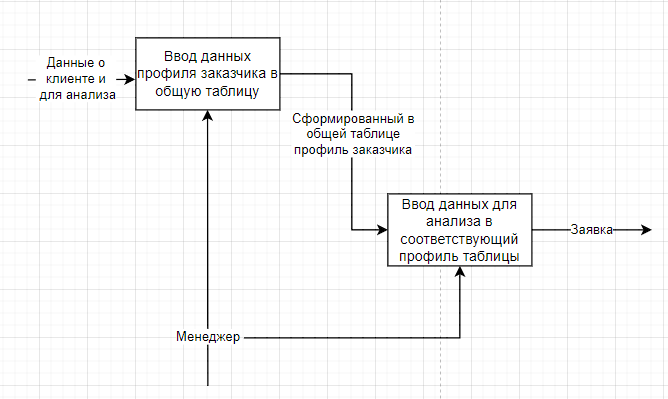 Данные о
клиенте и
для анализа
Ввод данных
профиля заказчика в
общую таблицу
Сформированный в
общей таблице
профиль заказчика
Ввод данных для
анализа в
соответствующий
профиль таблицы
Заявка
Менеджер